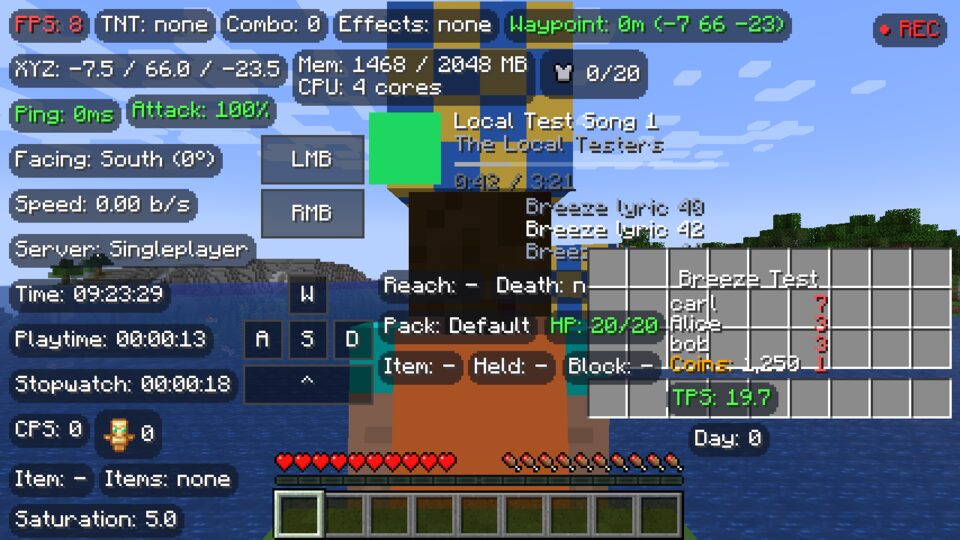 FPS: 8 TNT: none Combo: 0 Effects: none Waypoint: 0m (-7 66 -23) REC
XYZ: -7.5 / 66.0 / -23.5 Mem: 1468 / 2048 MB 0/20
CPU: 4 cores
Ping: 0ms Attack: 100%
Local Test Song 1
The Local Testers
0:42 / 3:21
Facing: South (0°) LMB
Speed: 0.00 b/s RMB
Breeze lyric 40
Breeze lyric 42
Breeze
Server: Singleplayer
Time: 09:23:29 W Reach: - Death: n
Breeze Test
carl 7
Alice 3
bob 3
Coins: 1,250 1
Playtime: 00:00:13 A S D Pack: Default HP: 20/20
Stopwatch: 00:00:18 ^ Item: - Held: - Block: -
TPS: 19.7
CPS: 0 0 Day: 0
Item: - Items: none
Saturation: 5.0